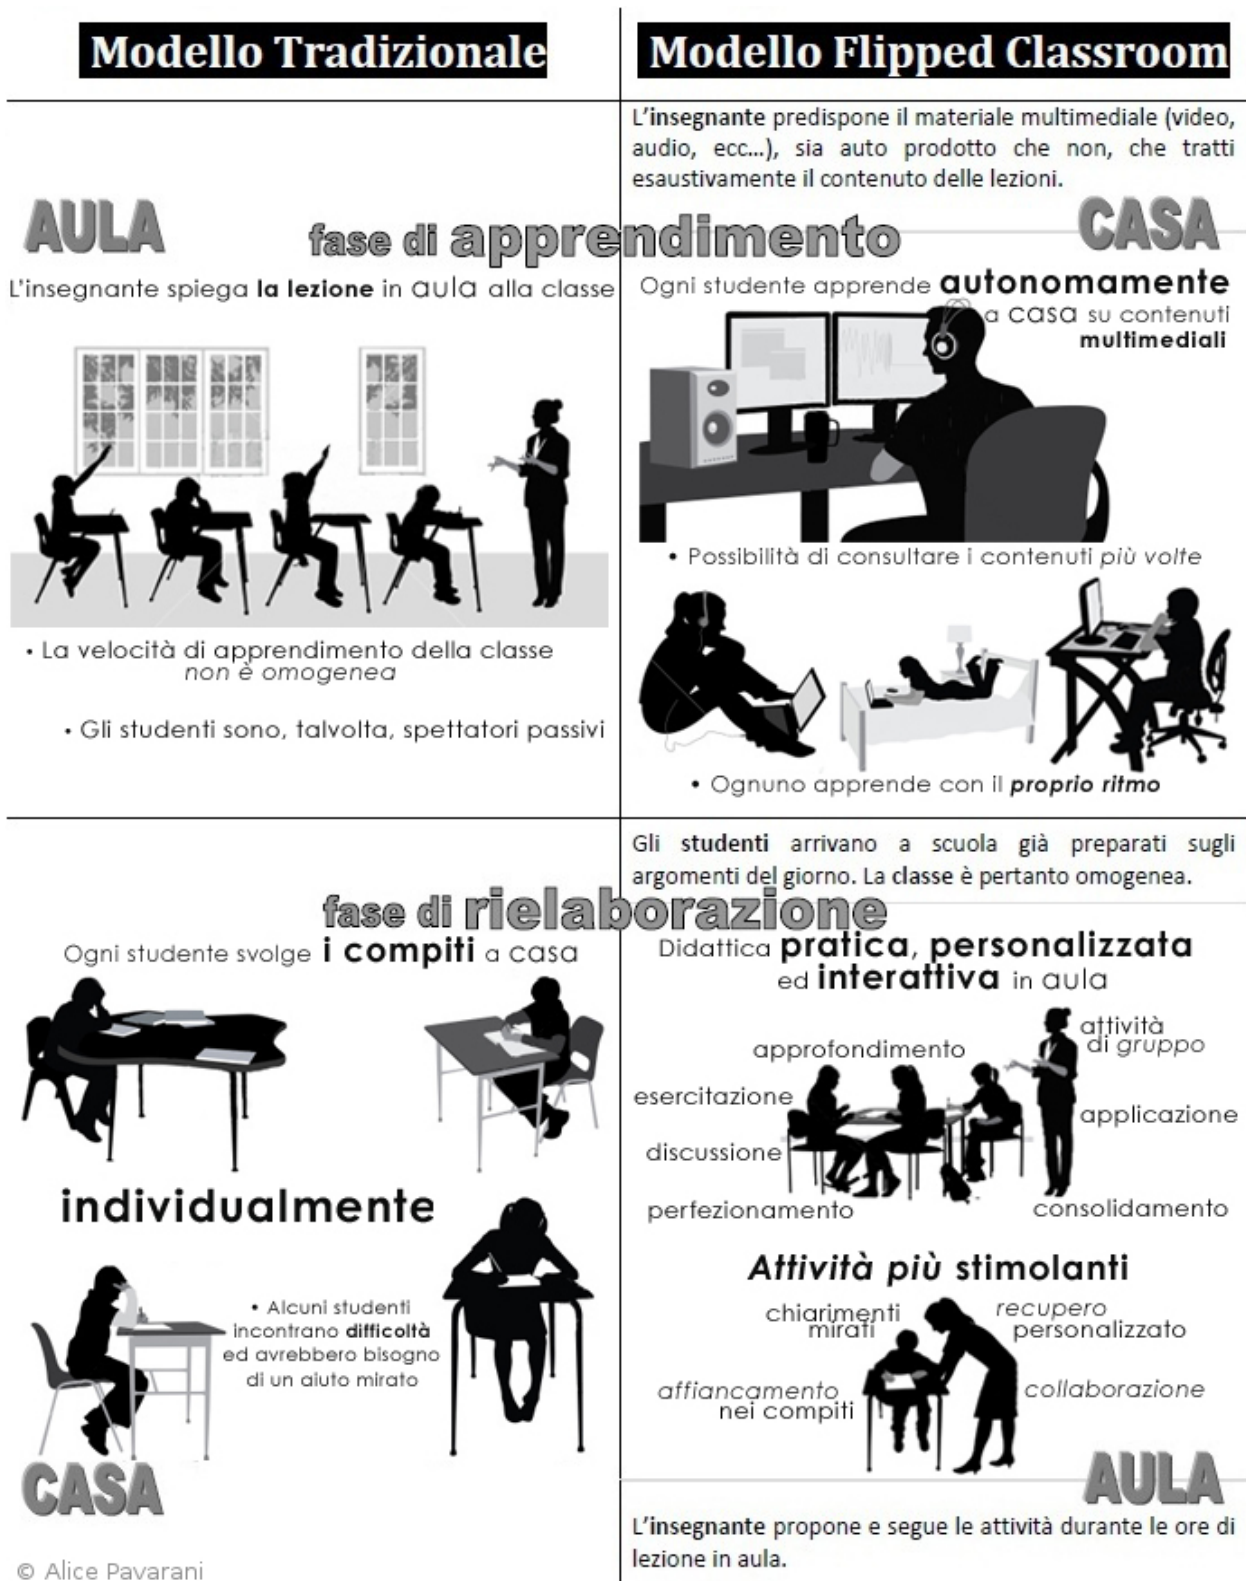 Modello Tradizionale
Modello Flipped Classroom
L'insegnante predispone il materiale multimediale (video,
audio, ecc...), sia auto prodotto che non, che tratti
esaustivamente il contenuto delle lezioni.
AULA
fase di apprendimento
CASA
L'insegnante spiega la lezione in aula alla classe
Ogni studente apprende autonomamente
a casa su contenuti
multimediali
• Possibilità di consultare i contenuti più volte
• La velocità di apprendimento della classe
non è omogenea
• Gli studenti sono, talvolta, spettatori passivi
• Ognuno apprende con il proprio ritmo
Gli studenti arrivano a scuola già preparati sugli
argomenti del giorno. La classe è pertanto omogenea.
fase di rielaborazione
Ogni studente svolge i compiti a casa
individualmente
• Alcuni studenti
incontrano difficoltà
ed avrebbero bisogno
di un aiuto mirato
CASA
© Alice Pavarani
Didattica pratica, personalizzata
ed interattiva in aula
attività
di gruppo
approfondimento
esercitazione
applicazione
discussione
perfezionamento
consolidamento
Attività più stimolanti
chiarimenti
mirati
recupero
personalizzato
affiancamento
nei compiti
collaborazione
AULA
L'insegnante propone e segue le attività durante le ore di
lezione in aula.